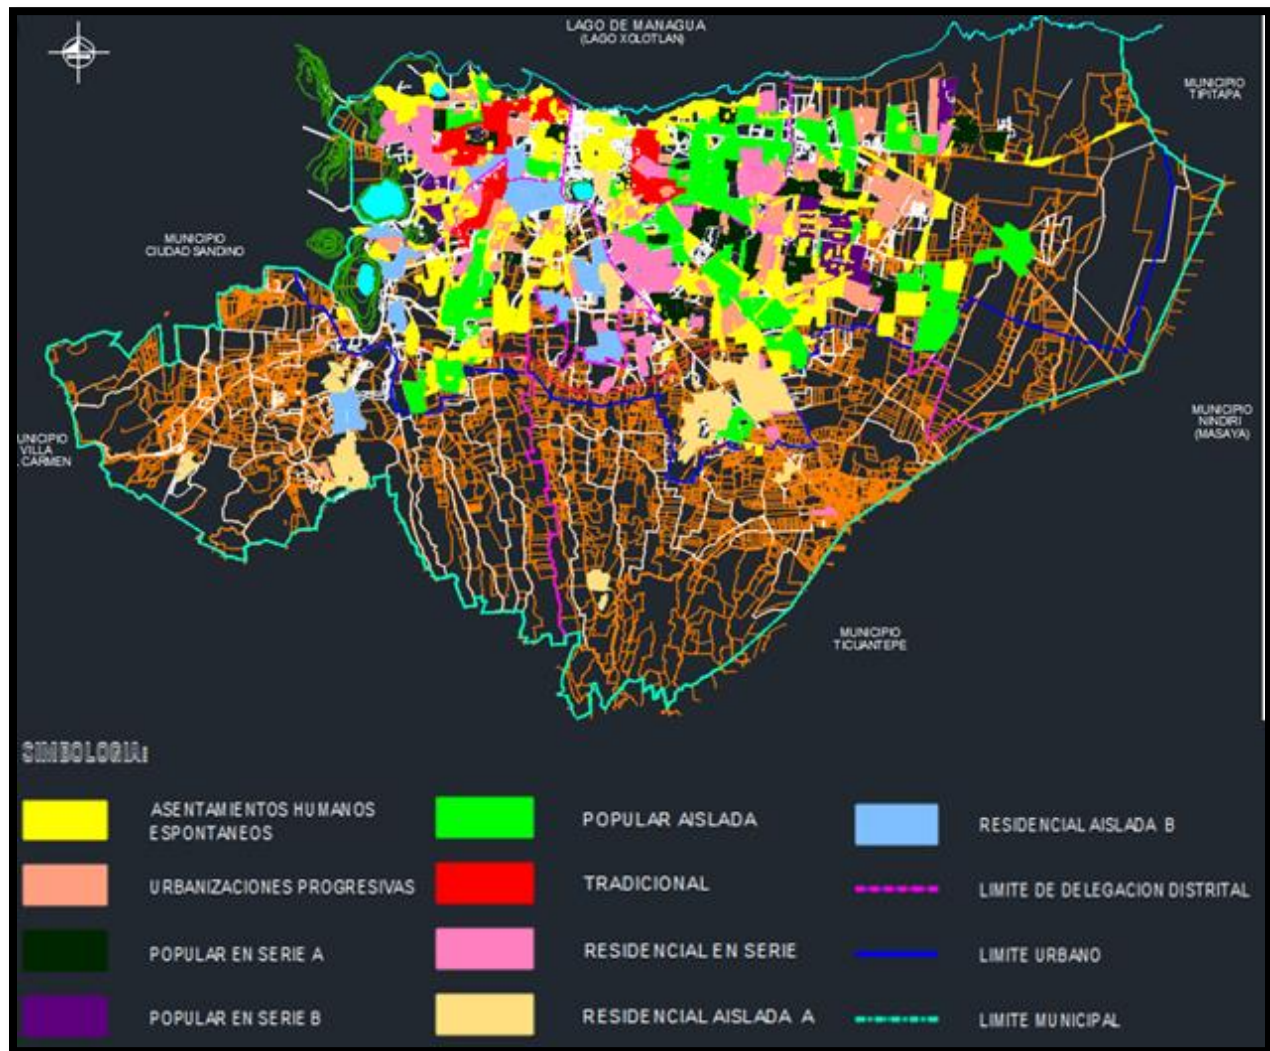 LAGO DE MANAGUA
(LAGO XOLOTLAN)
MUNICIPIO
TIPITAPA
MUNICIPIO
CIUDAD SANDINO
MUNICIPIO
NINDIRI
(MASAYA)
UNICIPIO
VILLA
CARMEN
MUNICIPIO
TICUANTEPE
SIMBOLOGIA:
ASENTAMIENTOS HUMANOS
ESPONTANEOS
URBANIZACIONES PROGRESIVAS
POPULAR EN SERIE A
POPULAR EN SERIE B
POPULAR AISLADA
TRADICIONAL
RESIDENCIAL EN SERIE
RESIDENCIAL AISLADA A
RESIDENCIAL AISLADA B
LIMITE DE DELEGACION DISTRITAL
LIMITE URBANO
LIMITE MUNICIPAL